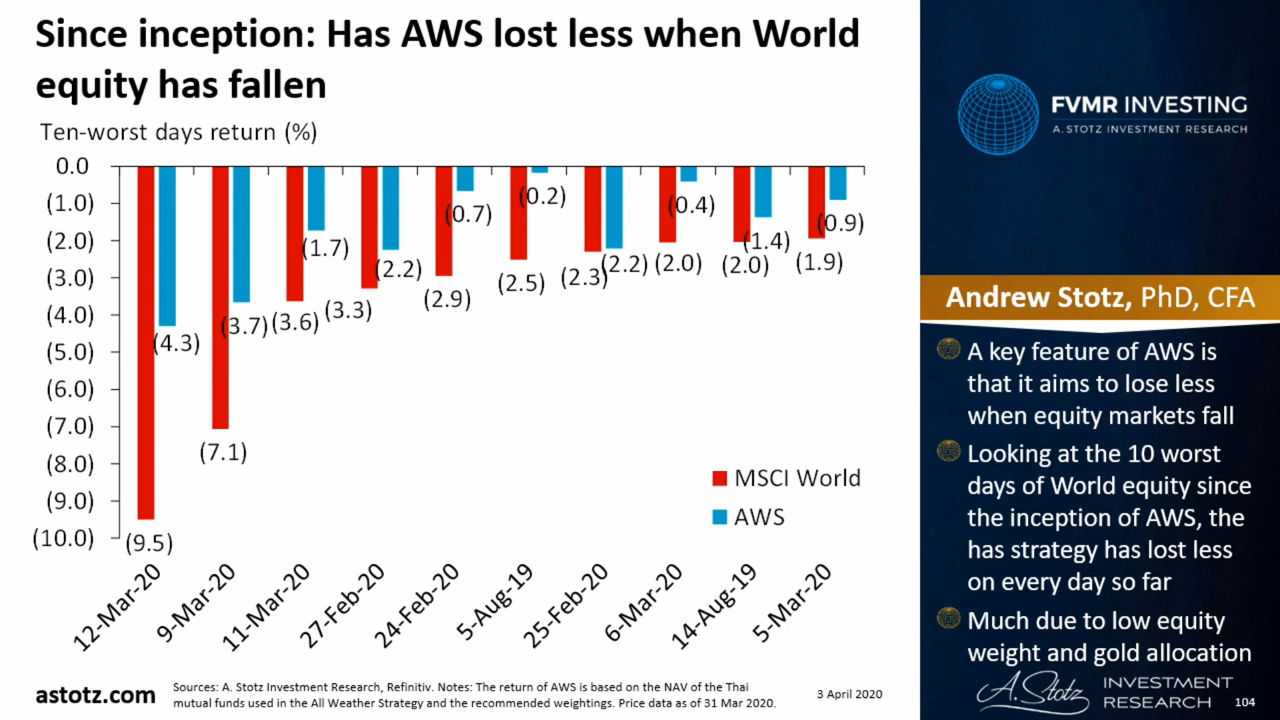 Since inception: Has AWS lost less when World
equity has fallen
Ten-worst days return (%)
0.0
(1.0)
(2.0)
(3.0)
(4.0)
(5.0)
(6.0)
(7.0)
(8.0)
(9.0)
(10.0)
(9.5)
(4.3)
(7.1)
(3.7)
(3.6)
(1.7)
(3.3)
(2.2)
(2.9)
(0.7)
(2.5)
(0.2)
(2.3)
(2.2)
(2.0)
(0.4)
(2.0)
(1.4)
(1.9)
(0.9)
MSCI World
AWS
12-Mar-20
9-Mar-20
11-Mar-20
27-Feb-20
24-Feb-20
5-Aug-19
25-Feb-20
6-Mar-20
14-Aug-19
5-Mar-20
astotz.com
Sources: A. Stotz Investment Research, Refinitiv. Notes: The return of AWS is based on the NAV of the Thai
mutual funds used in the All Weather Strategy and the recommended weightings. Price data as of 31 Mar 2020.
3 April 2020
FVMR INVESTING
A. STOTZ INVESTMENT RESEARCH
Andrew Stotz, PhD, CFA
A key feature of AWS is
that it aims to lose less
when equity markets fall
Looking at the 10 worst
days of World equity since
the inception of AWS, the
has strategy has lost less
on every day so far
Much due to low equity
weight and gold allocation
A. Stotz
INVESTMENT
RESEARCH
104